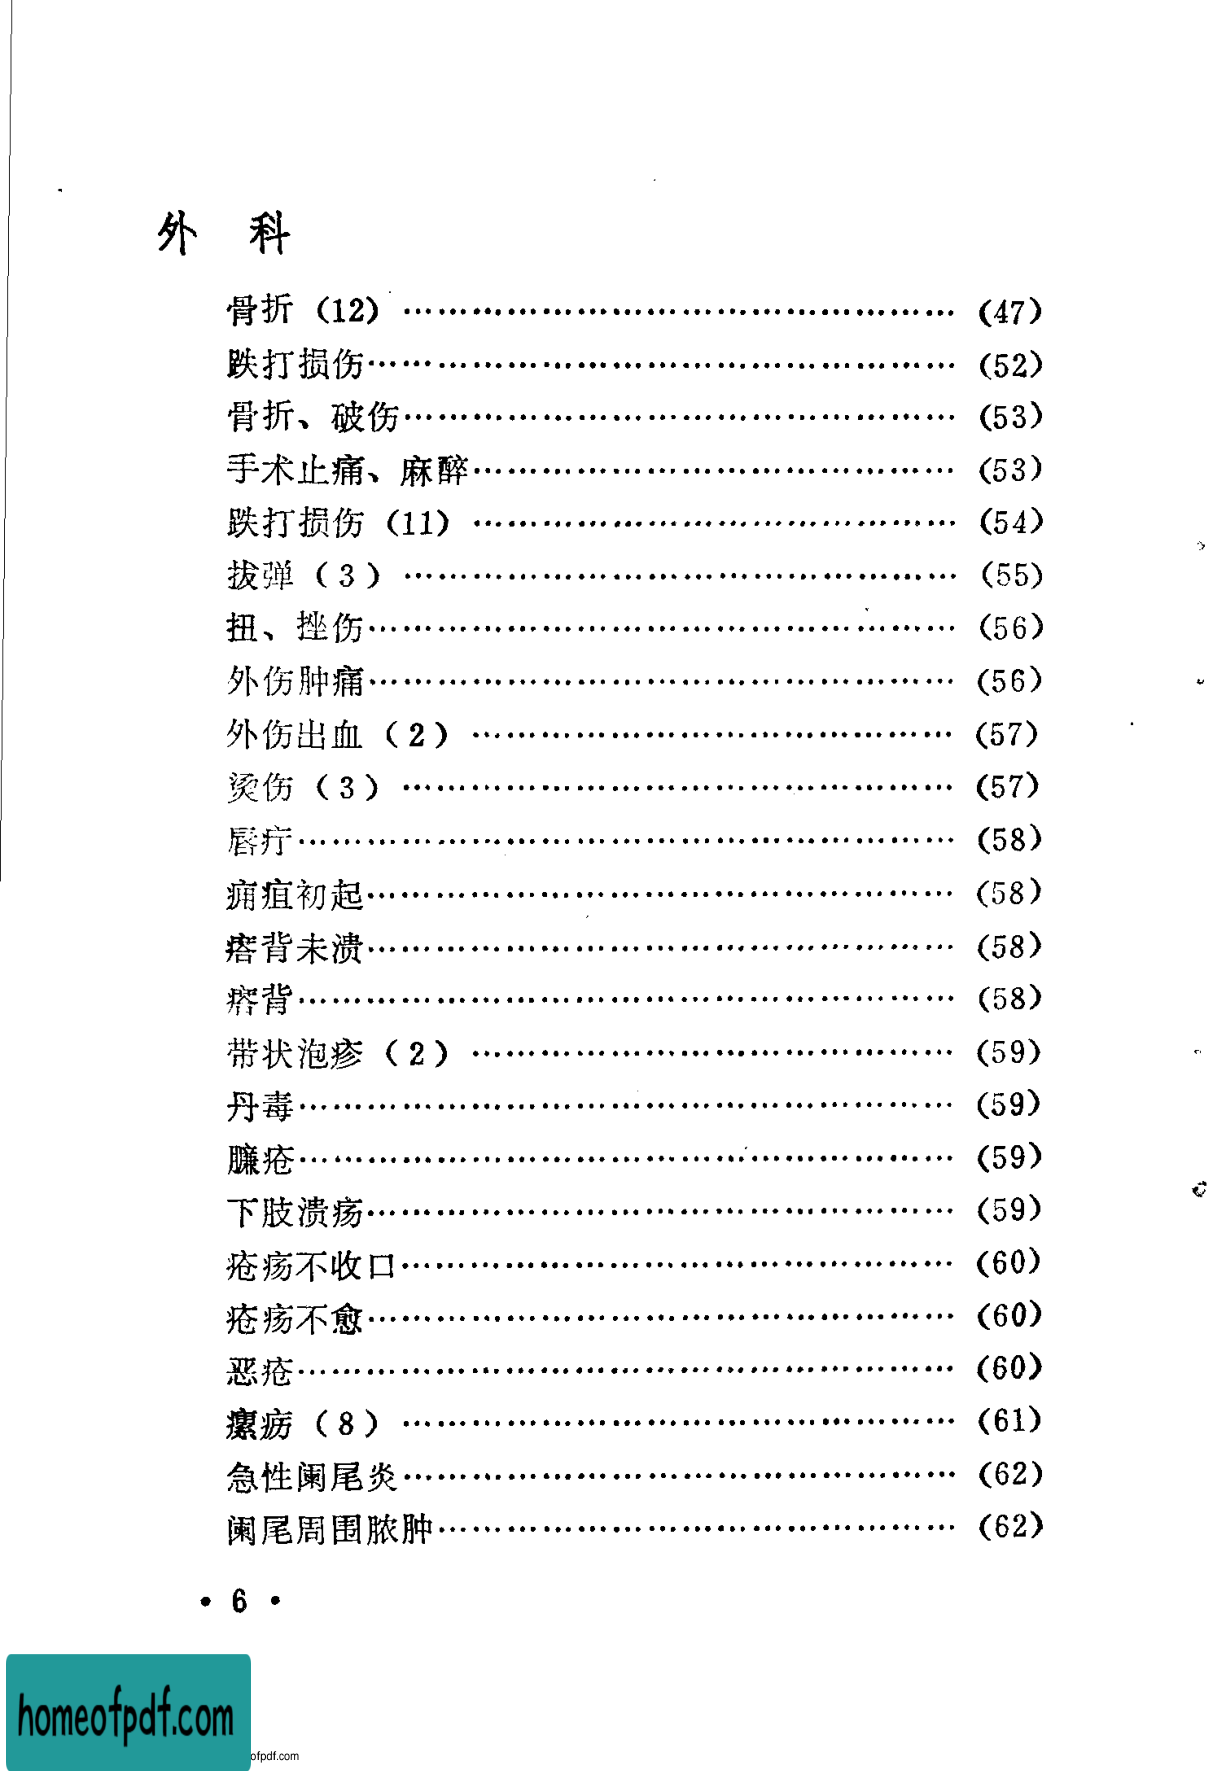 外　科
骨折（12）………………………………………（47）
跌打损伤………………………………………（52）
骨折、破伤………………………………………（53）
手术止痛、麻醉………………………………………（53）
跌打损伤（11）………………………………………（54）
拔弹（3）………………………………………（55）
扭、挫伤………………………………………（56）
外伤肿痛………………………………………（56）
外伤出血（2）………………………………………（57）
烫伤（3）………………………………………（57）
唇疔………………………………………（58）
痈疽初起………………………………………（58）
瘩背未溃………………………………………（58）
瘩背………………………………………（58）
带状泡疹（2）………………………………………（59）
丹毒………………………………………（59）
臁疮………………………………………（59）
下肢溃疡………………………………………（59）
疮疡不收口………………………………………（60）
疮疡不愈………………………………………（60）
恶疮………………………………………（60）
瘰疬（8）………………………………………（61）
急性阑尾炎………………………………………（62）
阑尾周围脓肿………………………………………（62）
• 6 •
homeofpdf.com
ofpdf.com